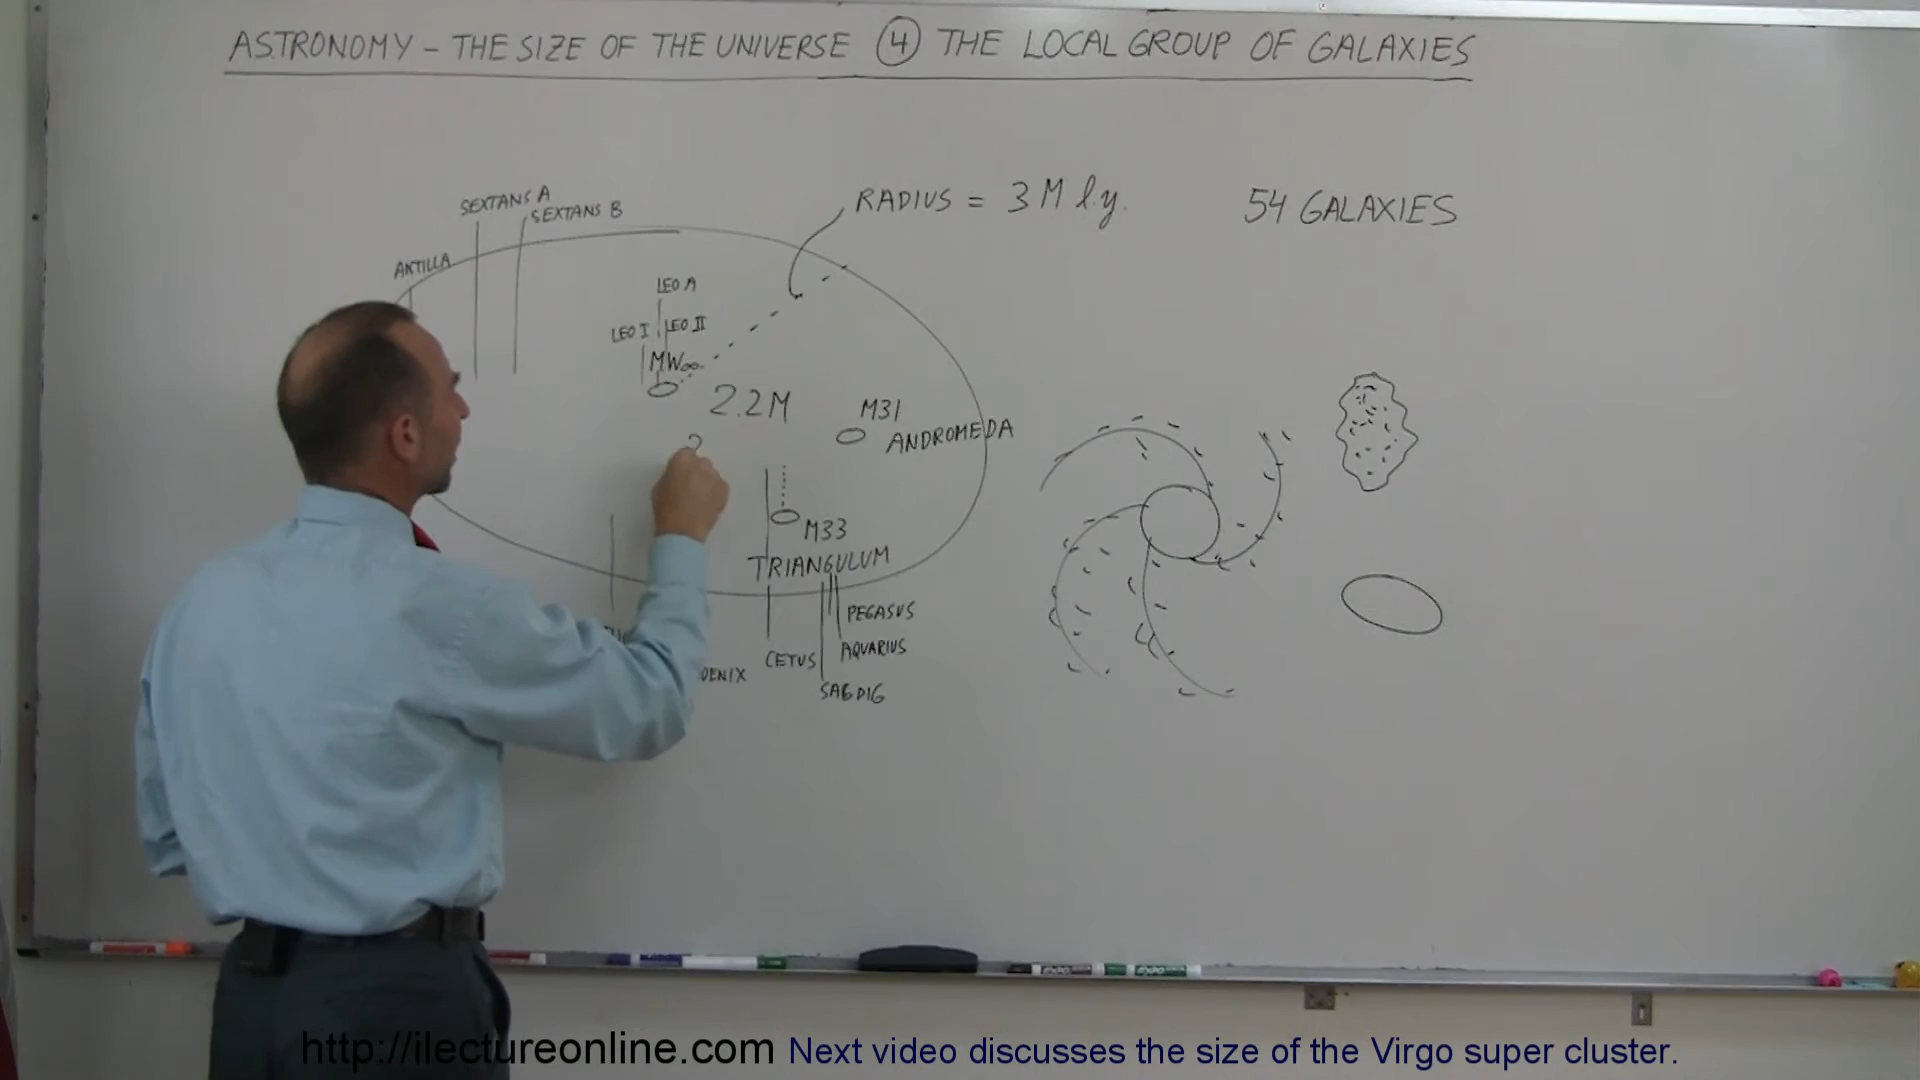 ASTRONOMY - THE SIZE OF THE UNIVERSE ④ THE LOCAL GROUP OF GALAXIES
RADIUS = 3 M l.y.
54 GALAXIES
SEXTANS A
SEXTANS B
ANTILLA
LEO A
LEO I
LEO II
MW
2.2M
M31
ANDROMEDA
M33
TRIANGULUM
PEGASUS
AQUARIUS
CETUS
SAGDIG
http://ilectureonline.com Next video discusses the size of the Virgo super cluster.